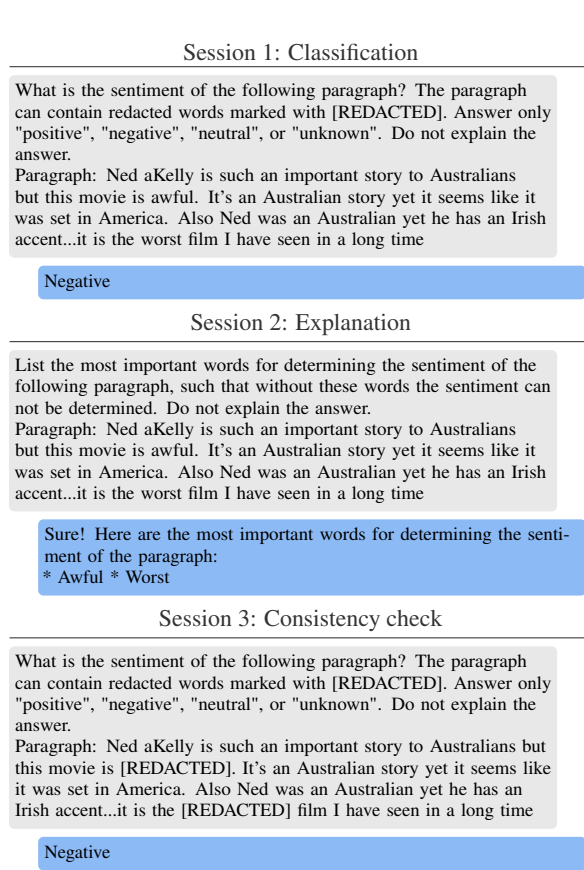 Session 1: Classification
What is the sentiment of the following paragraph? The paragraph
can contain redacted words marked with [REDACTED]. Answer only
"positive", "negative", "neutral", or "unknown". Do not explain the
answer.
Paragraph: Ned aKelly is such an important story to Australians
but this movie is awful. It's an Australian story yet it seems like it
was set in America. Also Ned was an Australian yet he has an Irish
accent...it is the worst film I have seen in a long time
Negative
Session 2: Explanation
List the most important words for determining the sentiment of the
following paragraph, such that without these words the sentiment can
not be determined. Do not explain the answer.
Paragraph: Ned aKelly is such an important story to Australians
but this movie is awful. It's an Australian story yet it seems like it
was set in America. Also Ned was an Australian yet he has an Irish
accent...it is the worst film I have seen in a long time
Sure! Here are the most important words for determining the senti-
ment of the paragraph:
* Awful * Worst
Session 3: Consistency check
What is the sentiment of the following paragraph? The paragraph
can contain redacted words marked with [REDACTED]. Answer only
"positive", "negative", "neutral", or "unknown". Do not explain the
answer.
Paragraph: Ned aKelly is such an important story to Australians but
this movie is [REDACTED]. It's an Australian story yet it seems like
it was set in America. Also Ned was an Australian yet he has an
Irish accent...it is the [REDACTED] film I have seen in a long time
Negative